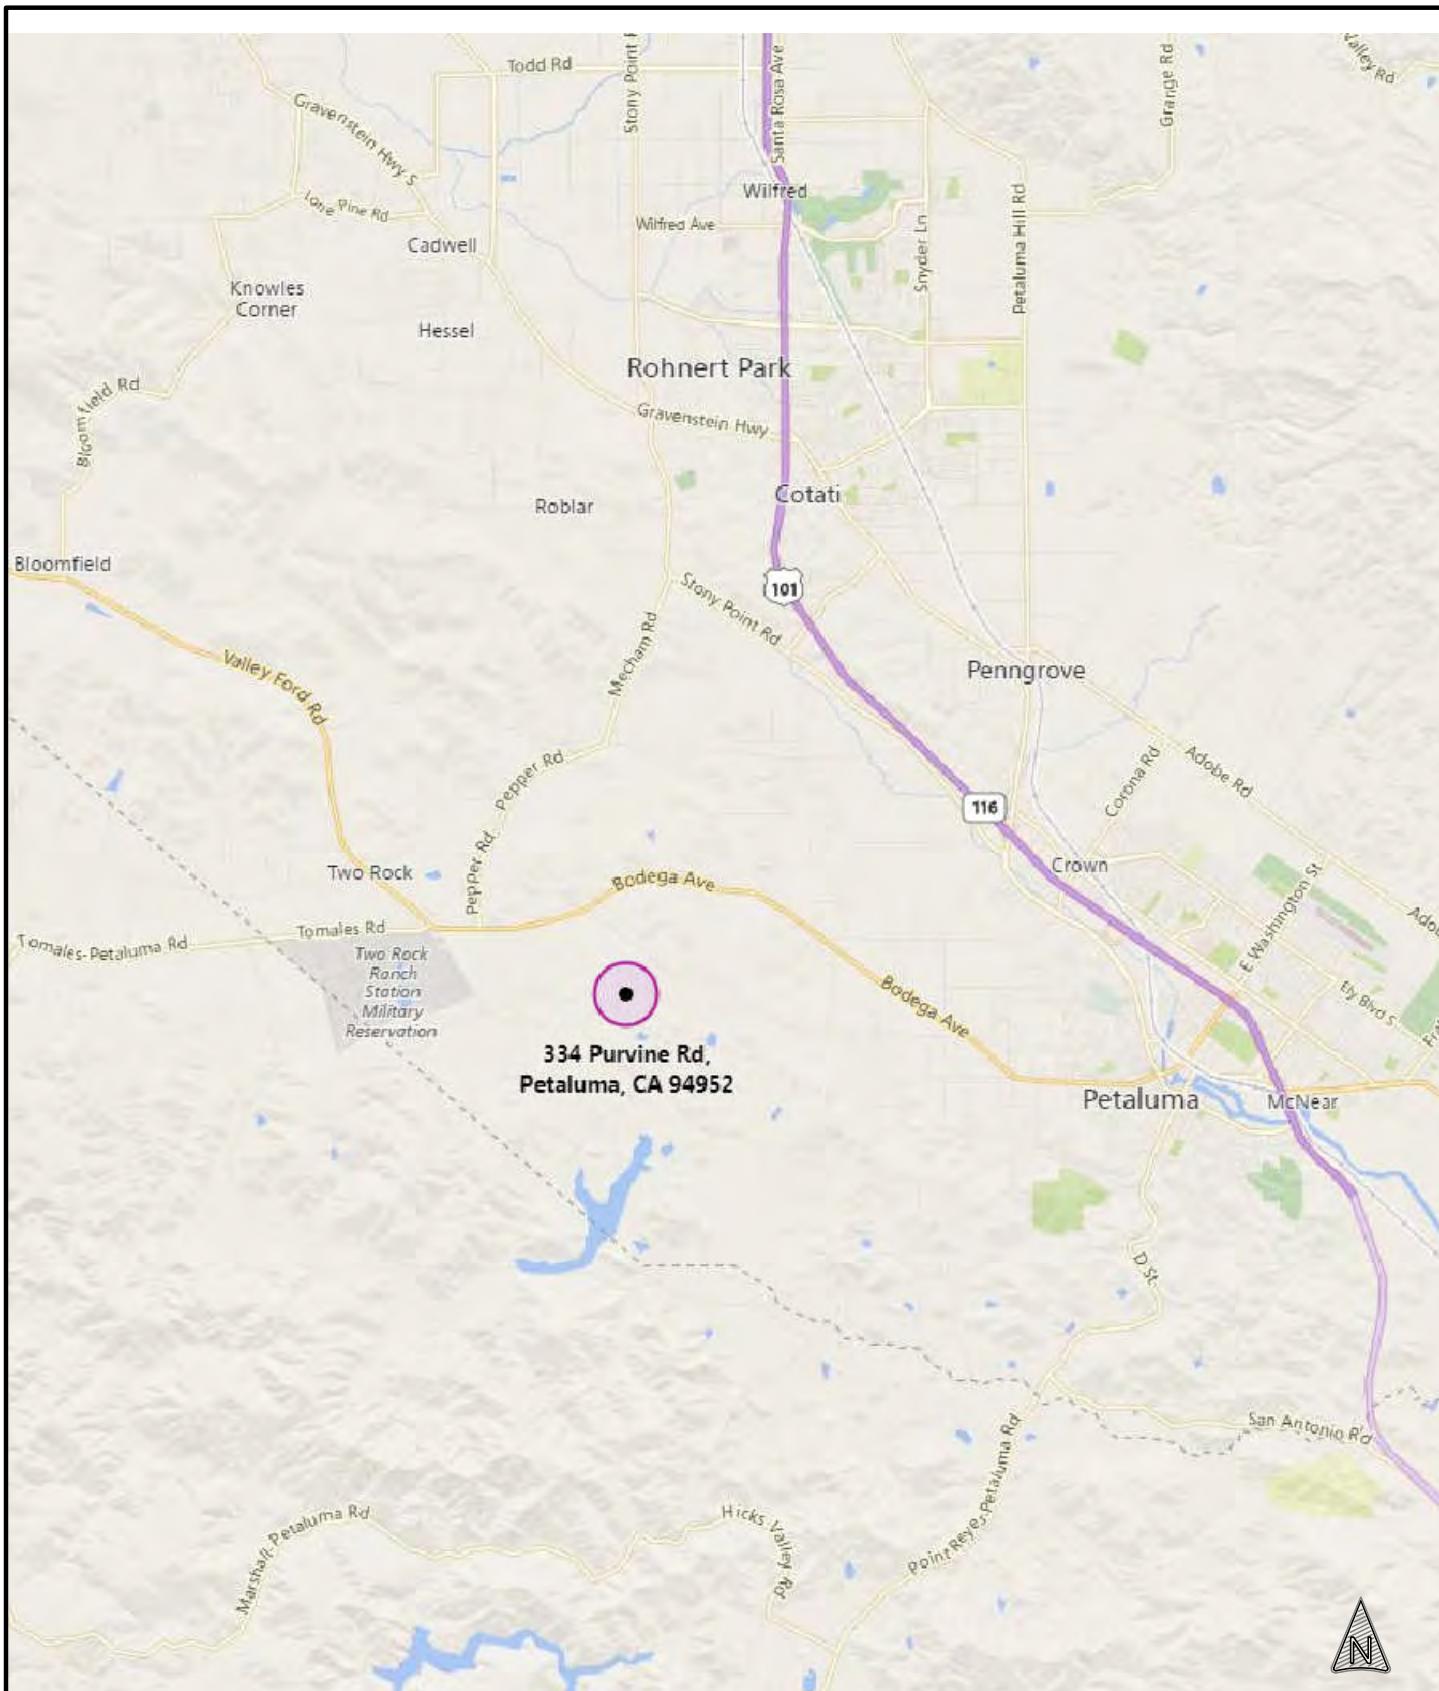 Todd Rd
Stony Point R
Santa Rosa Ave
Grange Rd
Valley Rd
Gravenstein Hwy S
Lone Pine Rd
Wilfred
Wilfred Ave
Snyder Ln
Petaluma Hill Rd
Cadwell
Knowles
Corner
Hessel
Rohnert Park
Bloomfield Rd
Gravenstein Hwy
Cotati
Roblar
Bloomfield
101
Stony Point Rd
Mecham Rd
Valley Ford Rd
Penngrove
Pepper Rd
Corona Rd
Adobe Rd
116
Pepper Rd
Two Rock
Bodega Ave
Crown
E Washington St
Adob
Tomales Rd
Tomales-Petaluma Rd
Two Rock
Ranch
Station
Military
Reservation
Bodega Ave
Ely Blvd S
334 Purvine Rd,
Petaluma, CA 94952
Petaluma
McNear
D St
San Antonio Rd
Point Reyes-Petaluma Rd
Marshall-Petaluma Rd
Hicks Valley Rd
N